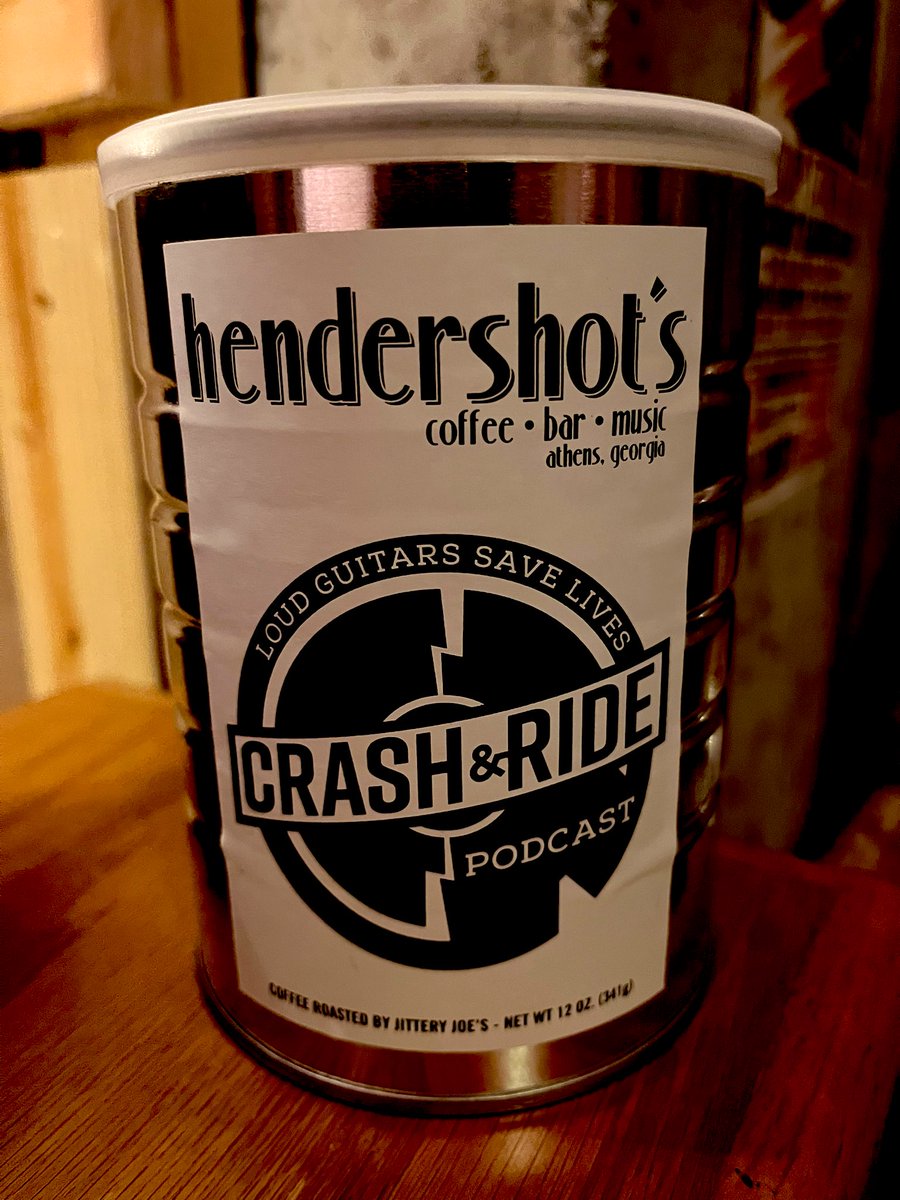 hendershot's
coffee • bar • music
athens, georgia
LOUD GUITARS SAVE LIVES
CRASH & RIDE
PODCAST
COFFEE ROASTED BY JITTERY JOE'S - NET WT 12 OZ. (341g)